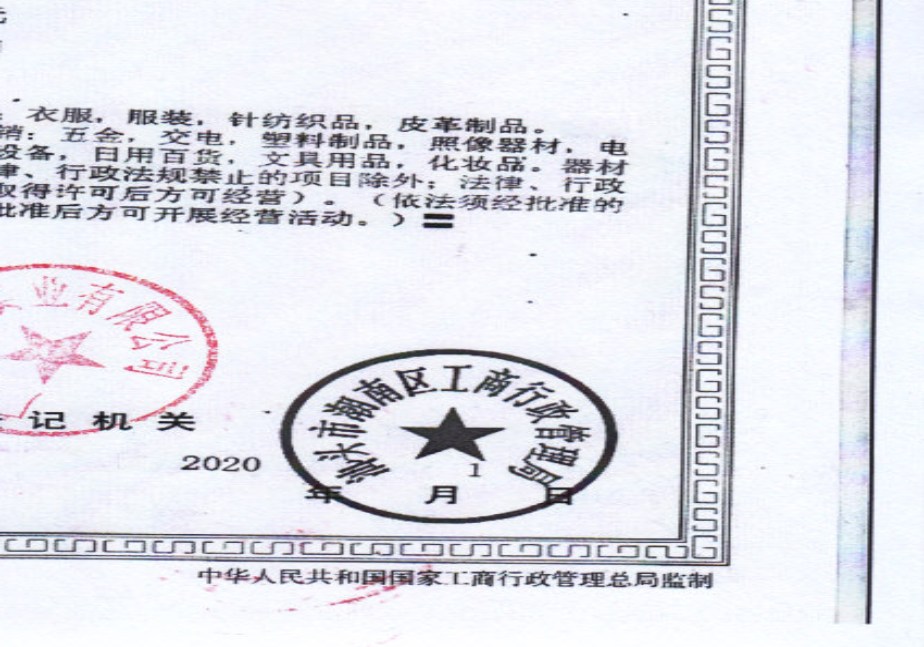 元
：衣服，服装，针纺织品，皮革制品。
销：五金，交电，塑料制品，照像器材，电
设备，日用百货，文具用品，化妆品。器材
律、行政法规禁止的项目除外；法律、行政
取得许可后方可经营）。（依法须经批准的
批准后方可开展经营活动。）
实业有限公司
记机关
汕头市潮南区工商行政管理局
2020 1
年 月 日
中华人民共和国国家工商行政管理总局监制